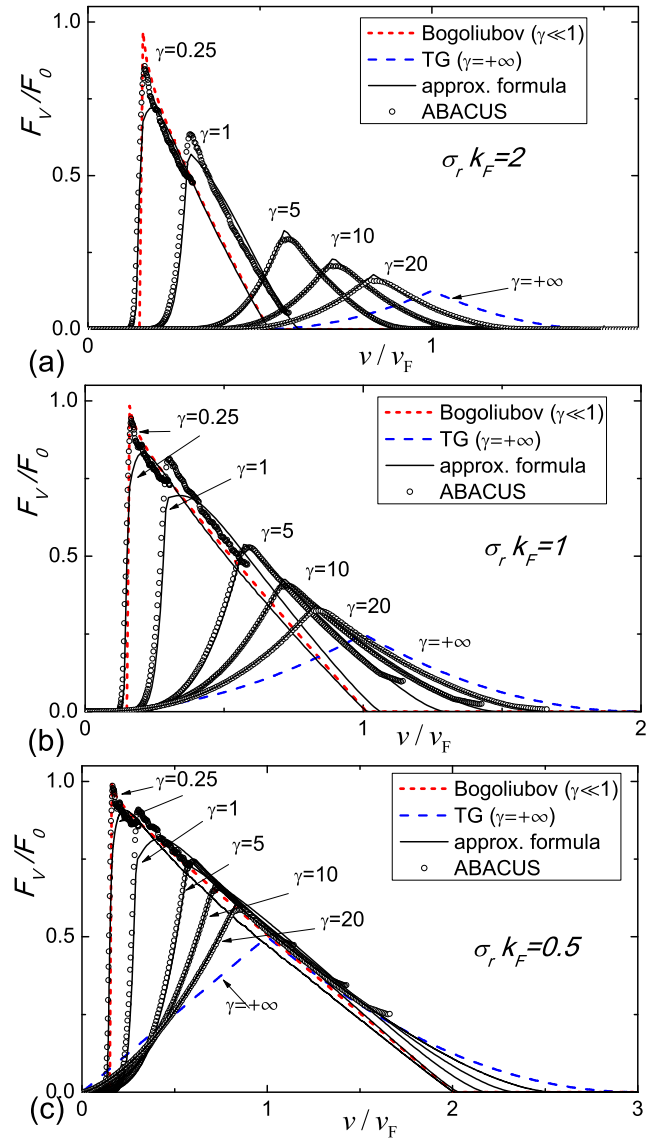 F_V/F_0
1.0
0.5
0.0
γ=0.25
γ=1
γ=5
γ=10
γ=20
γ=+∞
Bogoliubov (γ≪1)
TG (γ=+∞)
approx. formula
ABACUS
σ_r k_F=2
0
1
v / v_F
(a)
F_V/F_0
1.0
0.5
0.0
γ=0.25
γ=1
γ=5
γ=10
γ=20
γ=+∞
Bogoliubov (γ≪1)
TG (γ=+∞)
approx. formula
ABACUS
σ_r k_F=1
0
1
2
v / v_F
(b)
F_V/F_0
1.0
0.5
0.0
γ=0.25
γ=1
γ=5
γ=10
γ=20
γ=+∞
Bogoliubov (γ≪1)
TG (γ=+∞)
approx. formula
ABACUS
σ_r k_F=0.5
0
1
2
3
v / v_F
(c)